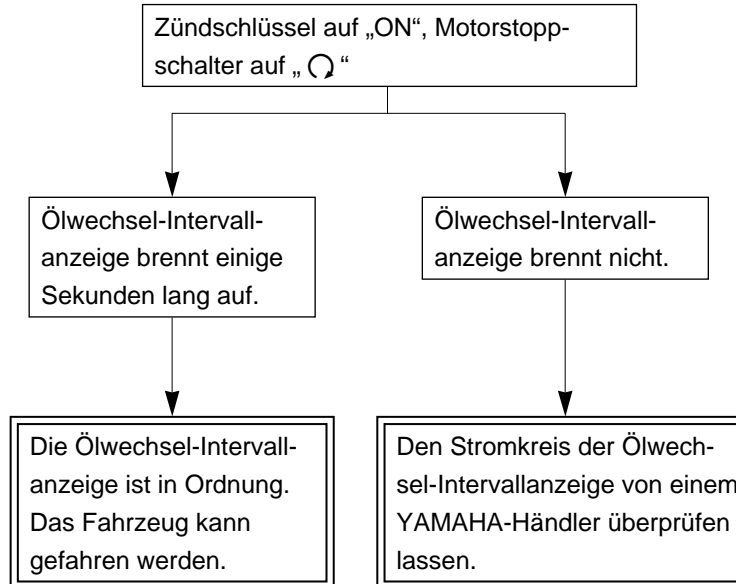 Zündschlüssel auf „ON“, Motorstopp-
schalter auf „ “
Ölwechsel-Intervall-
anzeige brennt einige
Sekunden lang auf.
Ölwechsel-Intervall-
anzeige brennt nicht.
Die Ölwechsel-Intervall-
anzeige ist in Ordnung.
Das Fahrzeug kann
gefahren werden.
Den Stromkreis der Ölwech-
sel-Intervallanzeige von einem
YAMAHA-Händler überprüfen
lassen.